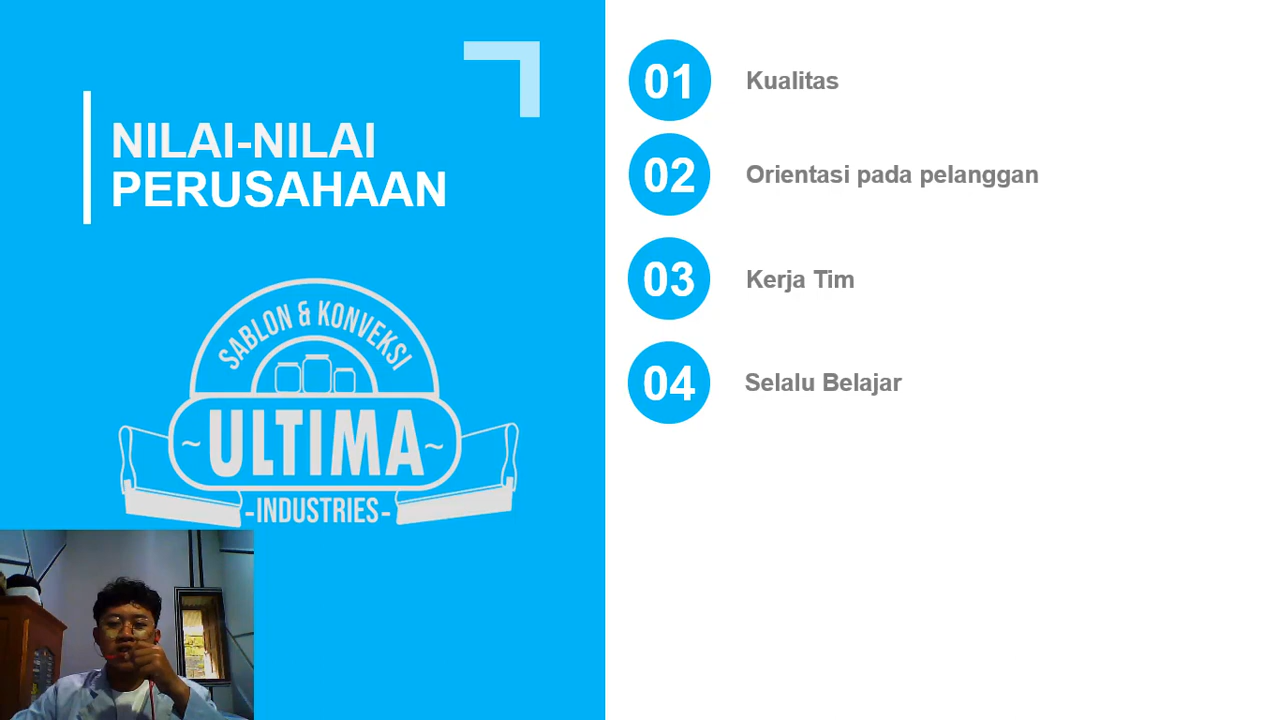 NILAI-NILAI
PERUSAHAAN
SABLON & KONVEKSI
~ULTIMA~
-INDUSTRIES-
01 Kualitas
02 Orientasi pada pelanggan
03 Kerja Tim
04 Selalu Belajar